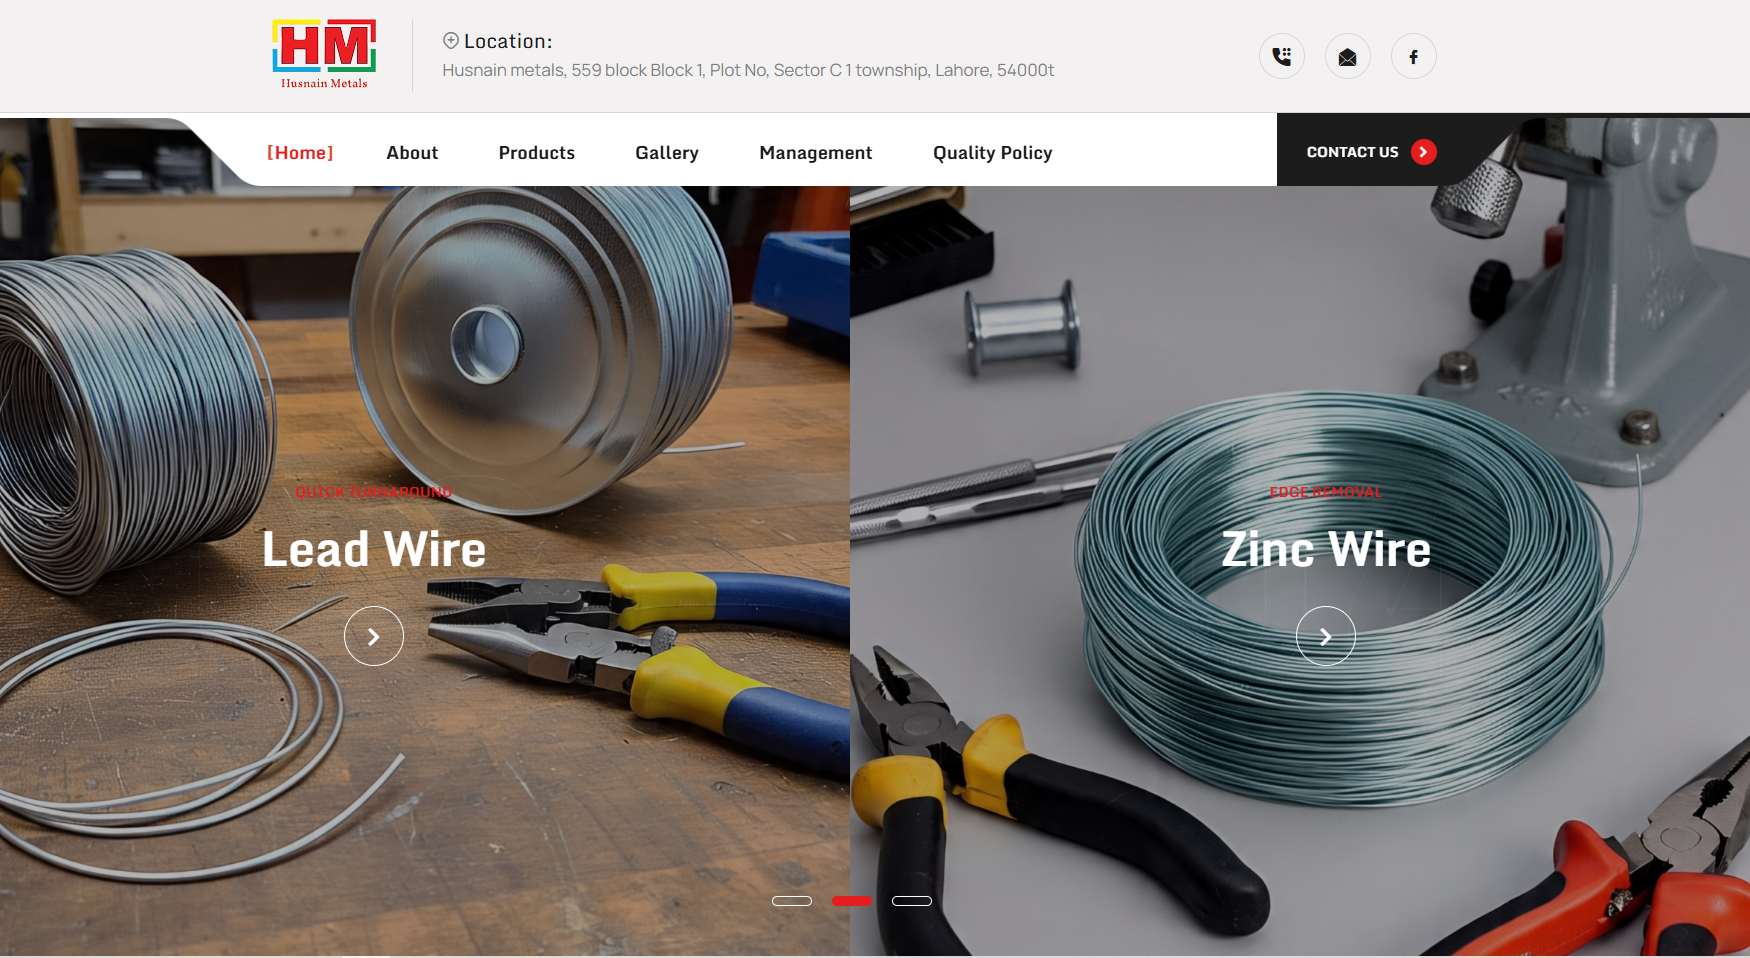 HM
Husnain Metals
Location:
Husnain metals, 559 block Block 1, Plot No, Sector C 1 township, Lahore, 54000t
[Home] About Products Gallery Management Quality Policy CONTACT US
QUICK TURNAROUND
Lead Wire
EDGE REMOVAL
Zinc Wire